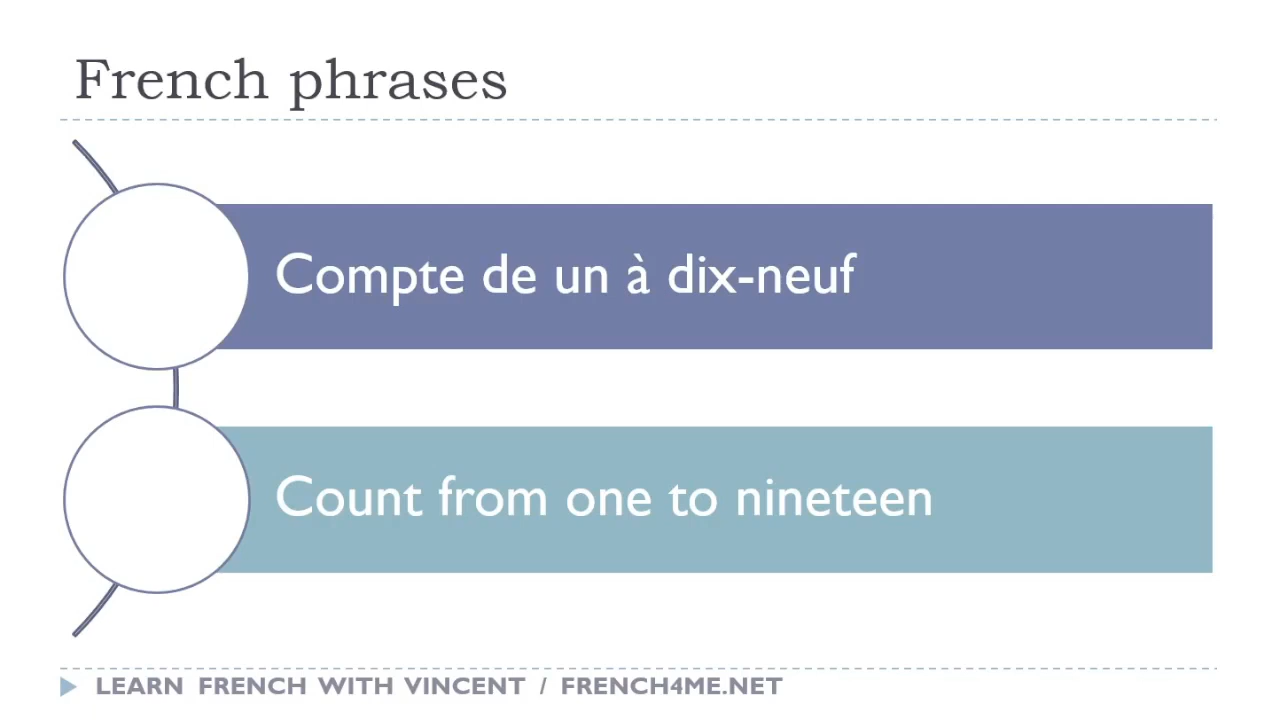 French phrases
Compte de un à dix-neuf
Count from one to nineteen
LEARN FRENCH WITH VINCENT / FRENCH4ME.NET